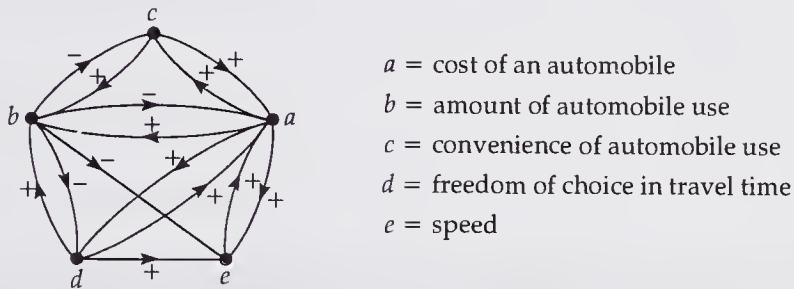 c
− +
+ +
b − a
+
− + +
+ − + + +
d + e
a = cost of an automobile
b = amount of automobile use
c = convenience of automobile use
d = freedom of choice in travel time
e = speed